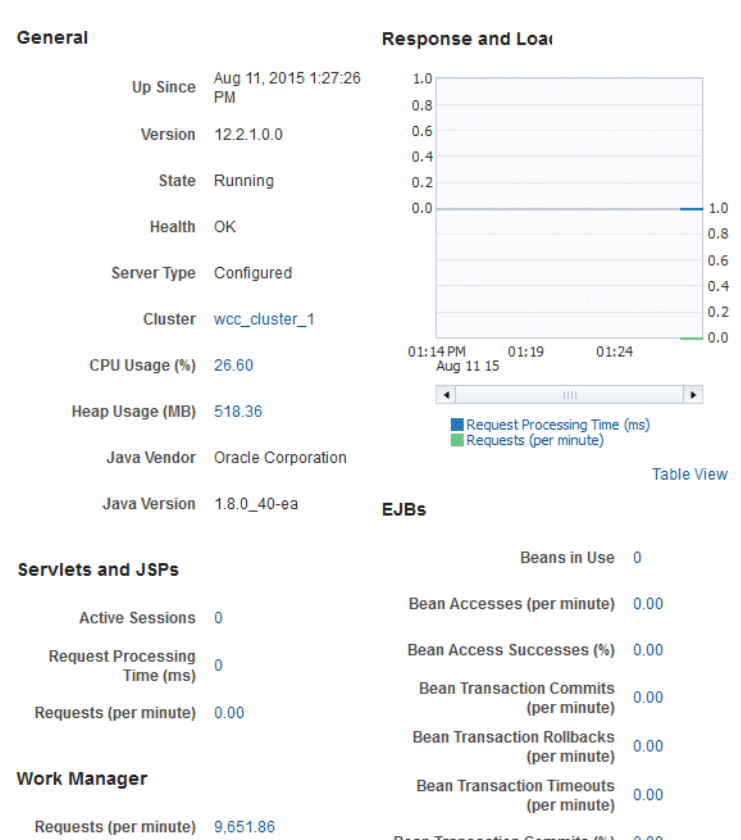 General
Up Since Aug 11, 2015 1:27:26
PM
Version 12.2.1.0.0
State Running
Health OK
Server Type Configured
Cluster wcc_cluster_1
CPU Usage (%) 26.60
Heap Usage (MB) 518.36
Java Vendor Oracle Corporation
Java Version 1.8.0_40-ea
Servlets and JSPs
Active Sessions 0
Request Processing
Time (ms) 0
Requests (per minute) 0.00
Work Manager
Requests (per minute) 9,651.86
Response and Loa
1.0
0.8
0.6
0.4
0.2
0.0
1.0
0.8
0.6
0.4
0.2
0.0
01:14 PM 01:19 01:24
Aug 11 15
Request Processing Time (ms)
Requests (per minute)
Table View
EJBs
Beans in Use 0
Bean Accesses (per minute) 0.00
Bean Access Successes (%) 0.00
Bean Transaction Commits
(per minute) 0.00
Bean Transaction Rollbacks
(per minute) 0.00
Bean Transaction Timeouts
(per minute) 0.00
Bean Transaction Commits (%) 0.00